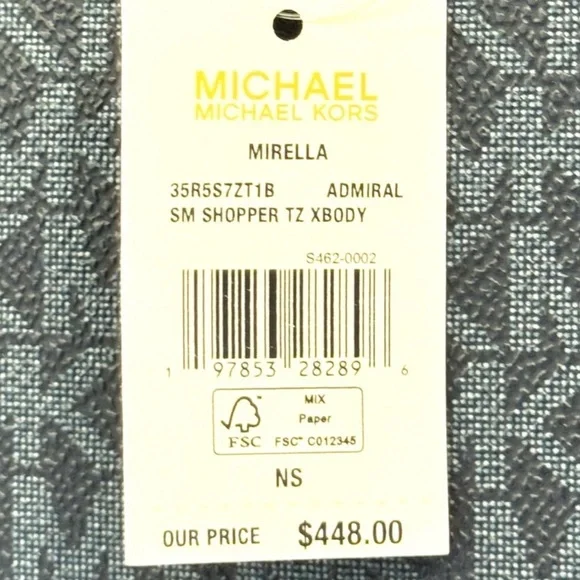 MICHAEL
MICHAEL KORS
MIRELLA
35R5S7ZT1B ADMIRAL
SM SHOPPER TZ XBODY
S462-0002
1 97853 28289 6
FSC
MIX
Paper
FSC™ C012345
NS
OUR PRICE $448.00